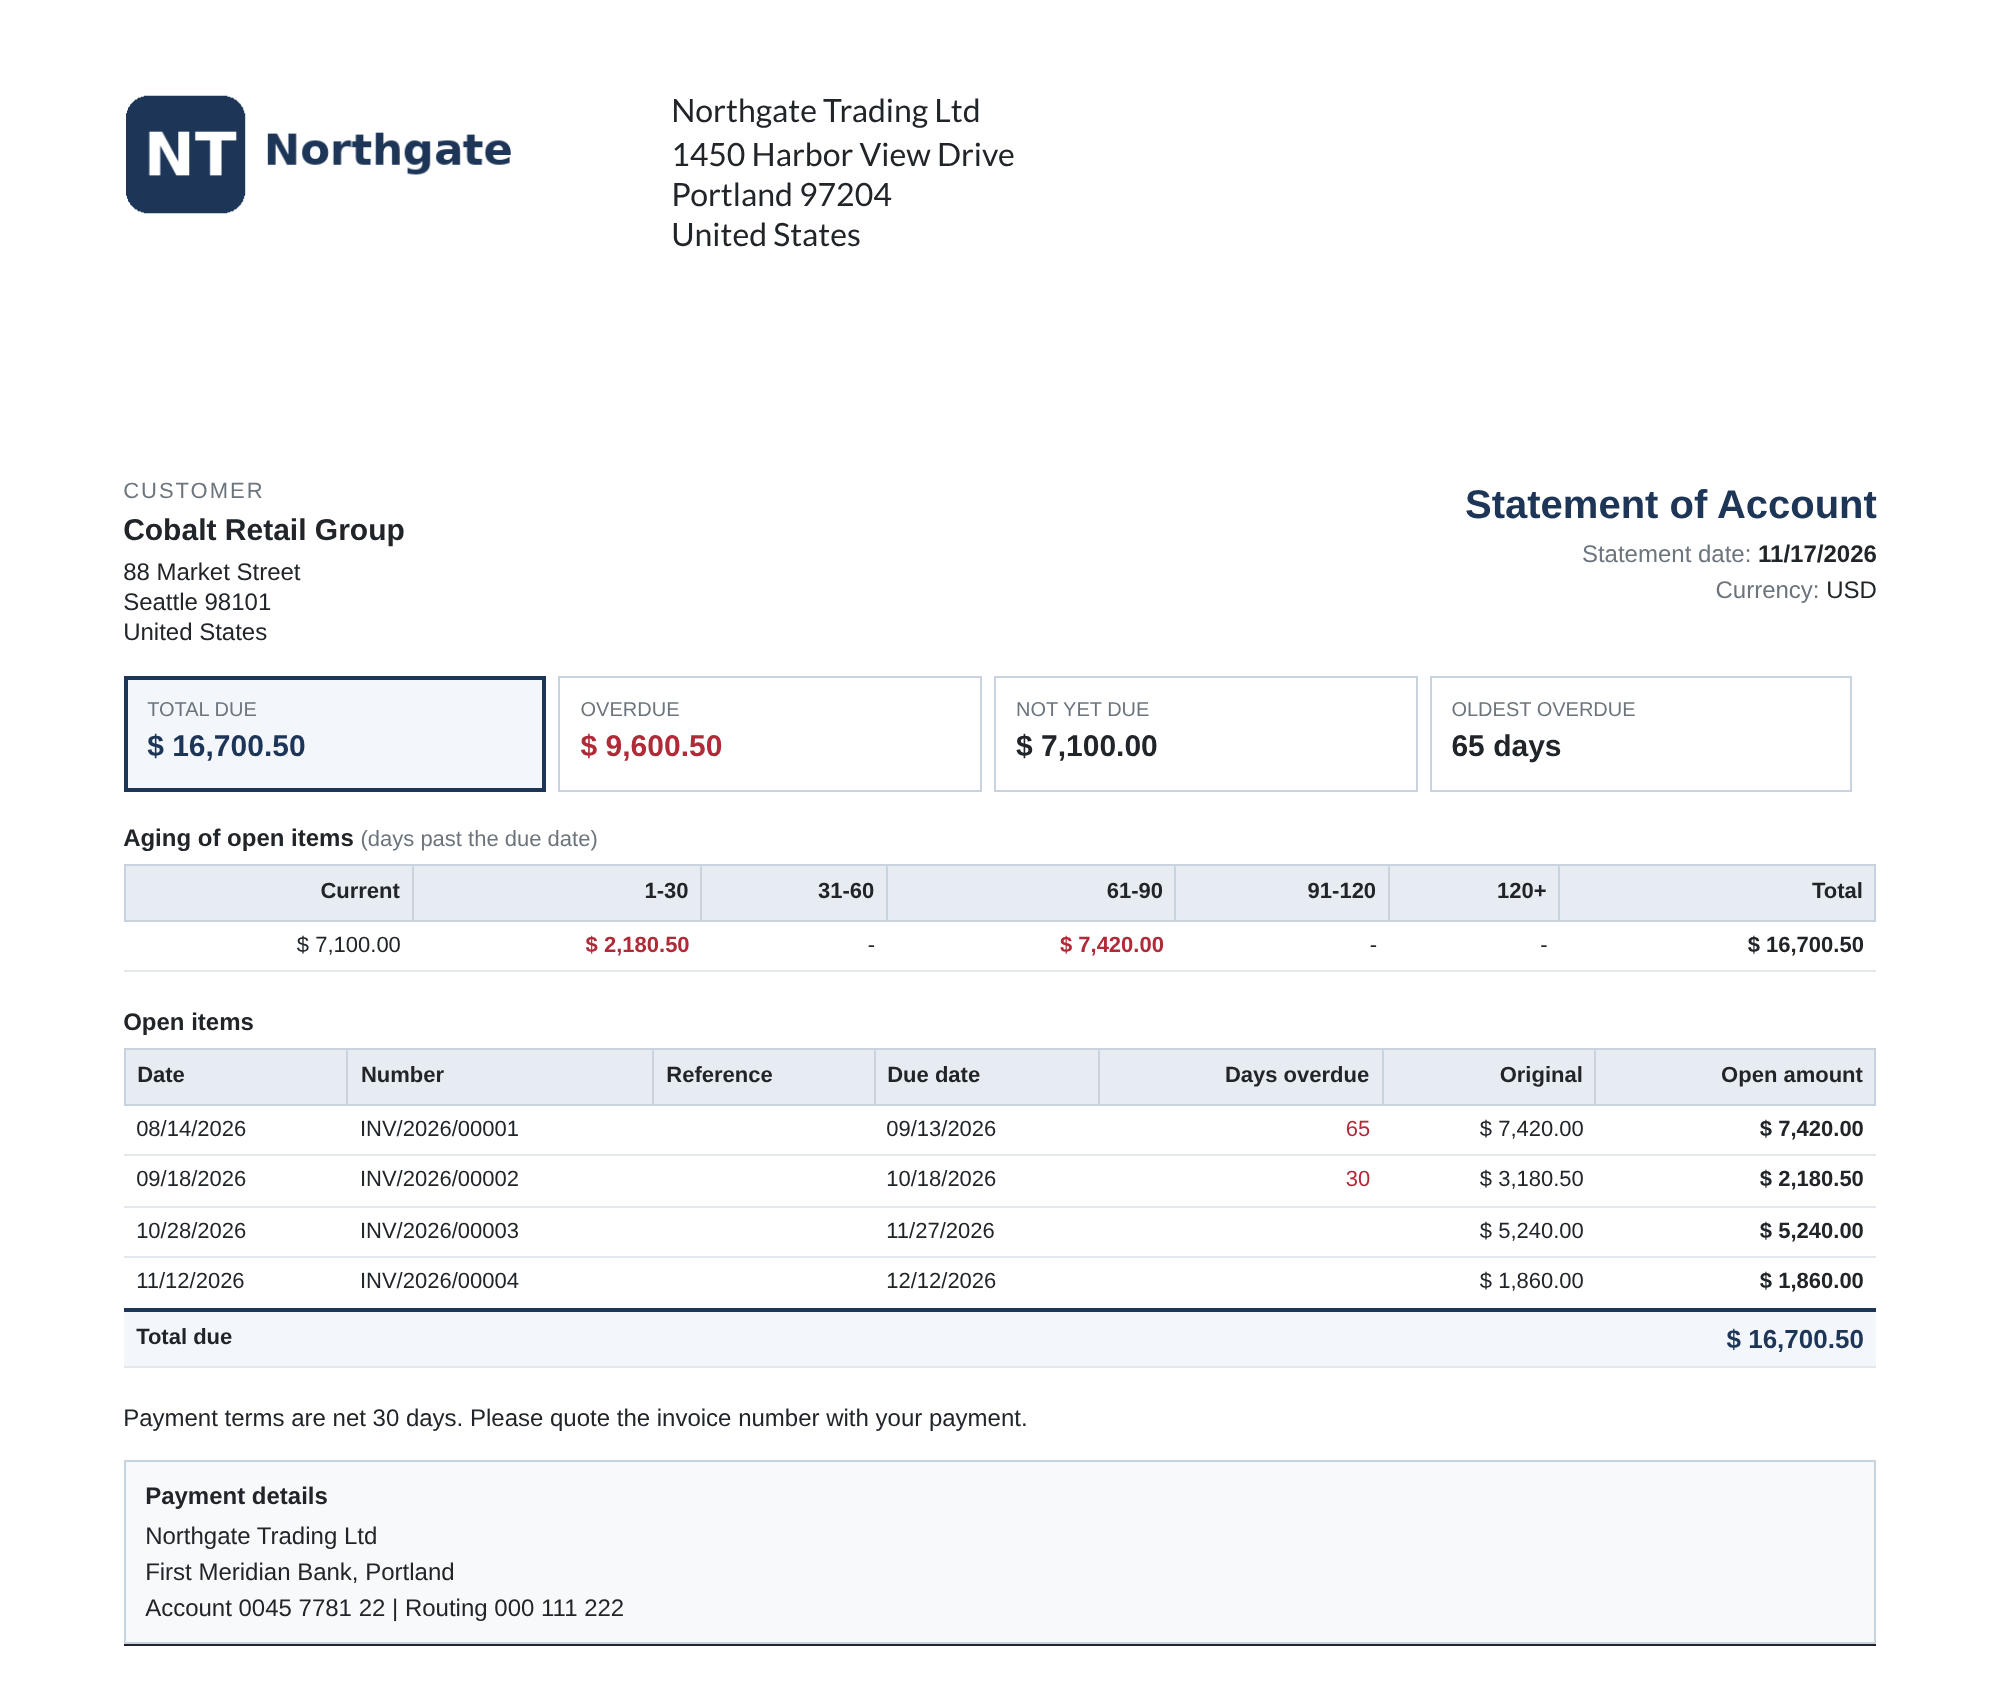 NT Northgate
Northgate Trading Ltd
1450 Harbor View Drive
Portland 97204
United States
CUSTOMER
Cobalt Retail Group
88 Market Street
Seattle 98101
United States
Statement of Account
Statement date: 11/17/2026
Currency: USD
TOTAL DUE
$ 16,700.50
OVERDUE
$ 9,600.50
NOT YET DUE
$ 7,100.00
OLDEST OVERDUE
65 days
Aging of open items (days past the due date)
Current 1-30 31-60 61-90 91-120 120+ Total
$ 7,100.00 $ 2,180.50 - $ 7,420.00 - - $ 16,700.50
Open items
Date Number Reference Due date Days overdue Original Open amount
08/14/2026 INV/2026/00001 09/13/2026 65 $ 7,420.00 $ 7,420.00
09/18/2026 INV/2026/00002 10/18/2026 30 $ 3,180.50 $ 2,180.50
10/28/2026 INV/2026/00003 11/27/2026 $ 5,240.00 $ 5,240.00
11/12/2026 INV/2026/00004 12/12/2026 $ 1,860.00 $ 1,860.00
Total due $ 16,700.50
Payment terms are net 30 days. Please quote the invoice number with your payment.
Payment details
Northgate Trading Ltd
First Meridian Bank, Portland
Account 0045 7781 22 | Routing 000 111 222